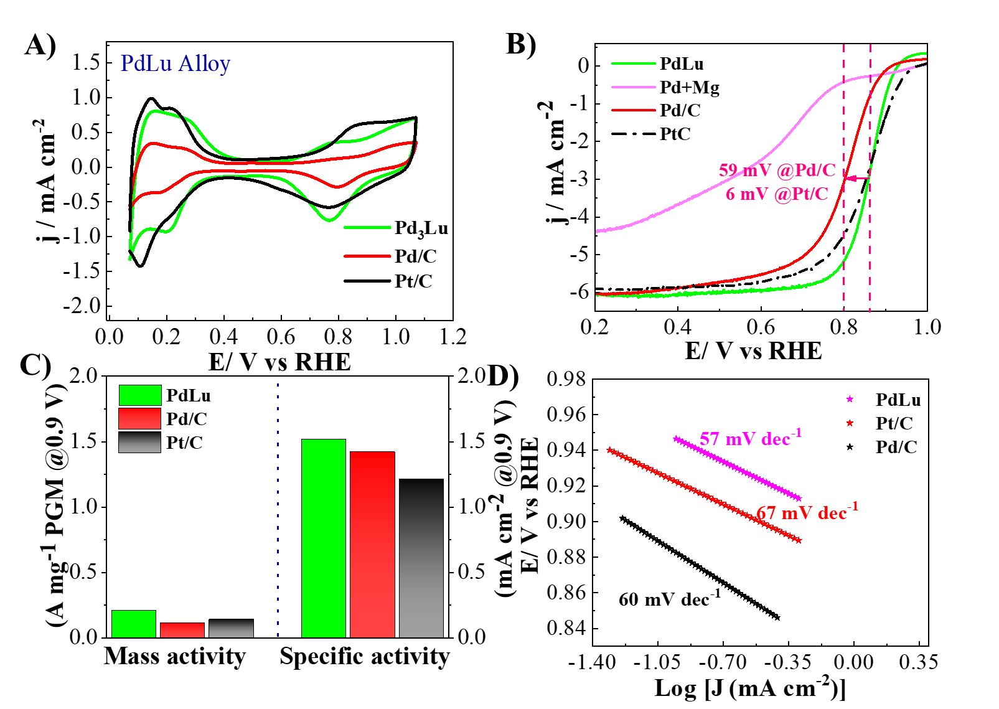 A)
PdLu Alloy
1.5
1.0
0.5
0.0
-0.5
-1.0
-1.5
-2.0
j / mA cm-2
Pd3Lu
Pd/C
Pt/C
0.0 0.2 0.4 0.6 0.8 1.0 1.2
E/ V vs RHE
B)
0
-1
-2
-3
-4
-5
-6
j / mA cm-2
PdLu
Pd+Mg
Pd/C
PtC
59 mV @Pd/C
6 mV @Pt/C
0.2 0.4 0.6 0.8 1.0
E/ V vs RHE
C)
2.0
1.5
1.0
0.5
0.0
(A mg-1 PGM @0.9 V)
PdLu
Pd/C
Pt/C
2.0
1.5
1.0
0.5
0.0
(mA cm-2 @0.9 V)
Mass activity Specific activity
D)
0.98
0.96
0.94
0.92
0.90
0.88
0.86
0.84
E/ V vs RHE
PdLu
Pt/C
Pd/C
57 mV dec-1
67 mV dec-1
60 mV dec-1
-1.40 -1.05 -0.70 -0.35 0.00 0.35
Log [J (mA cm-2)]